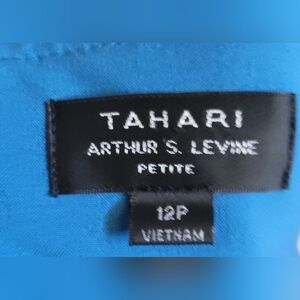 TAHARI
ARTHUR S. LEVINE
PETITE
12P
VIETNAM